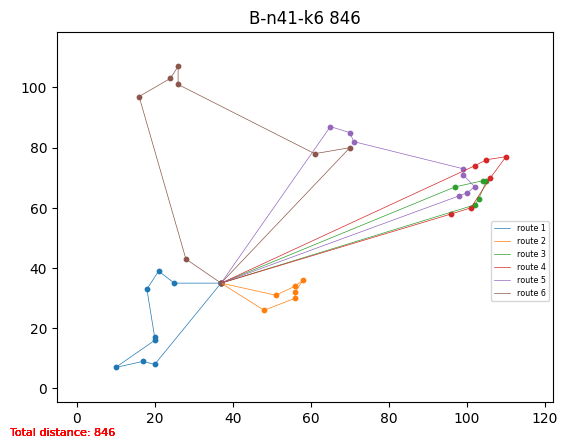 B-n41-k6 846
100
80
60
40
20
0
route 1
route 2
route 3
route 4
route 5
route 6
0 20 40 60 80 100 120
Total distance: 846